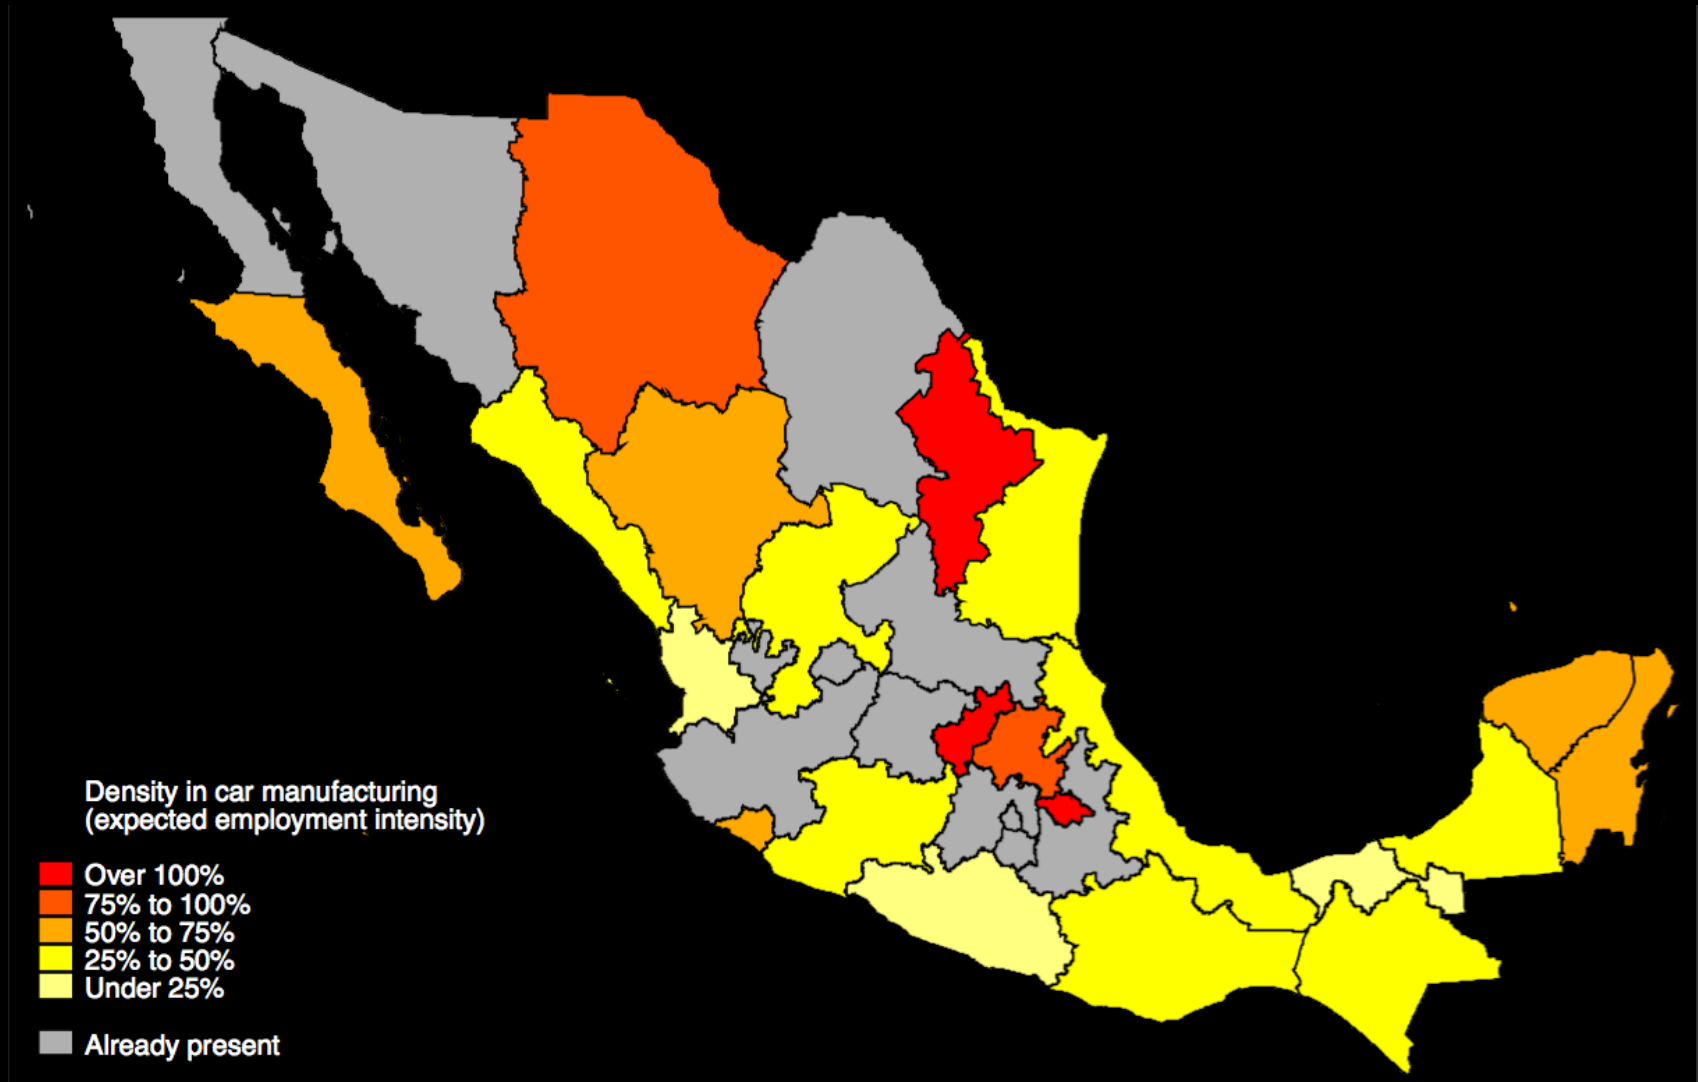 Density in car manufacturing
(expected employment intensity)
Over 100%
75% to 100%
50% to 75%
25% to 50%
Under 25%
Already present